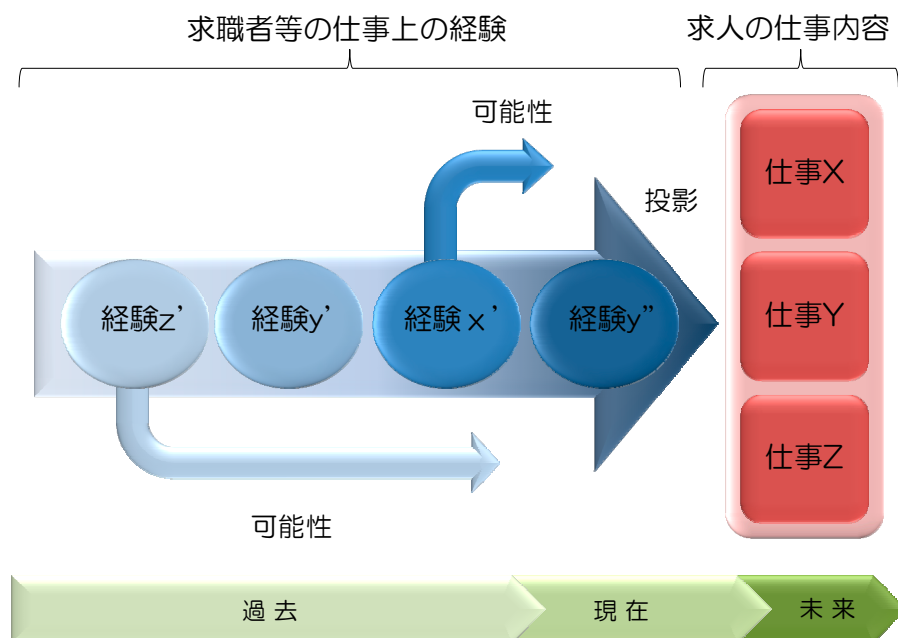 求職者等の仕事上の経験
求人の仕事内容
可能性
投影
仕事X
経験z’
経験y’
経験x’
経験y”
仕事Y
仕事Z
可能性
過去
現在
未来